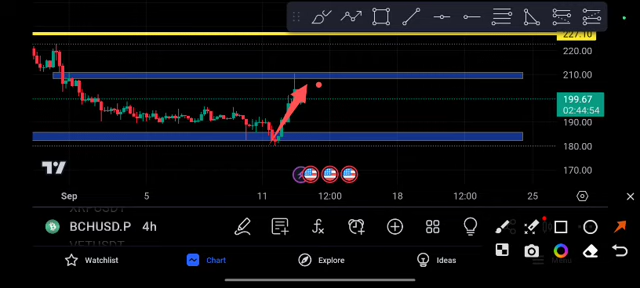 227.10
220.00
210.00
199.67
02:44:54
190.00
180.00
170.00
Sep 5 11 12:00 18 12:00 25
BCHUSD.P 4h
Watchlist Chart Explore Ideas